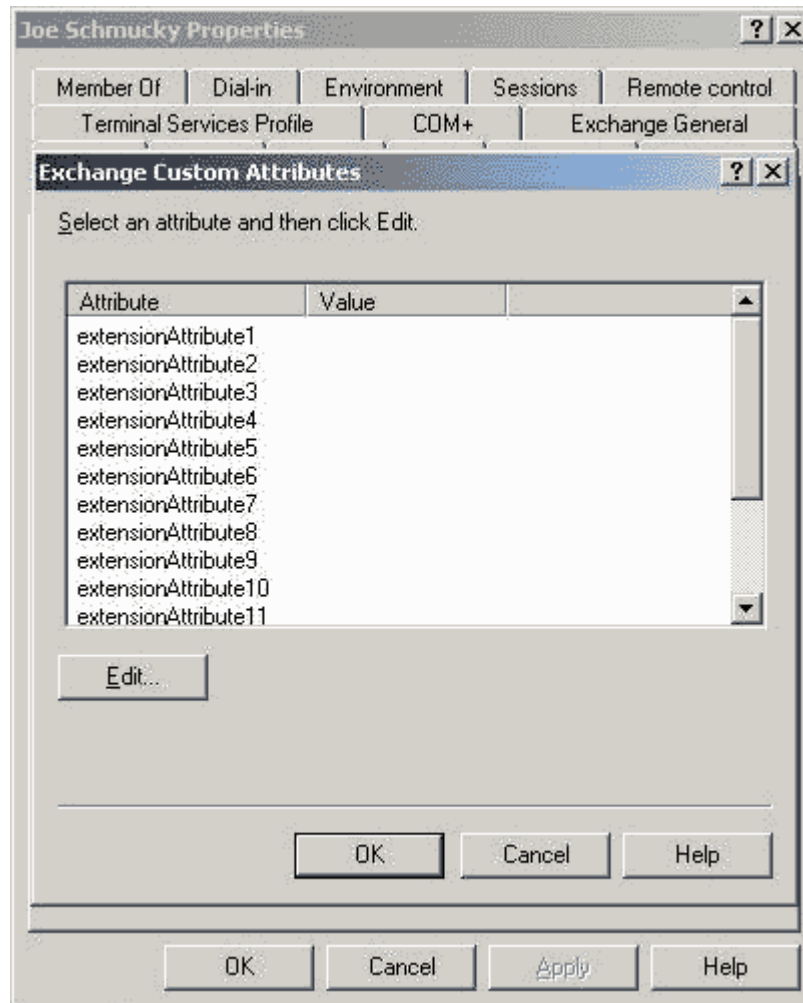 Joe Schmucky Properties
Member Of Dial-in Environment Sessions Remote control
Terminal Services Profile COM+ Exchange General
Exchange Custom Attributes
Select an attribute and then click Edit.
Attribute Value
extensionAttribute1
extensionAttribute2
extensionAttribute3
extensionAttribute4
extensionAttribute5
extensionAttribute6
extensionAttribute7
extensionAttribute8
extensionAttribute9
extensionAttribute10
extensionAttribute11
Edit...
OK Cancel Help
OK Cancel Apply Help